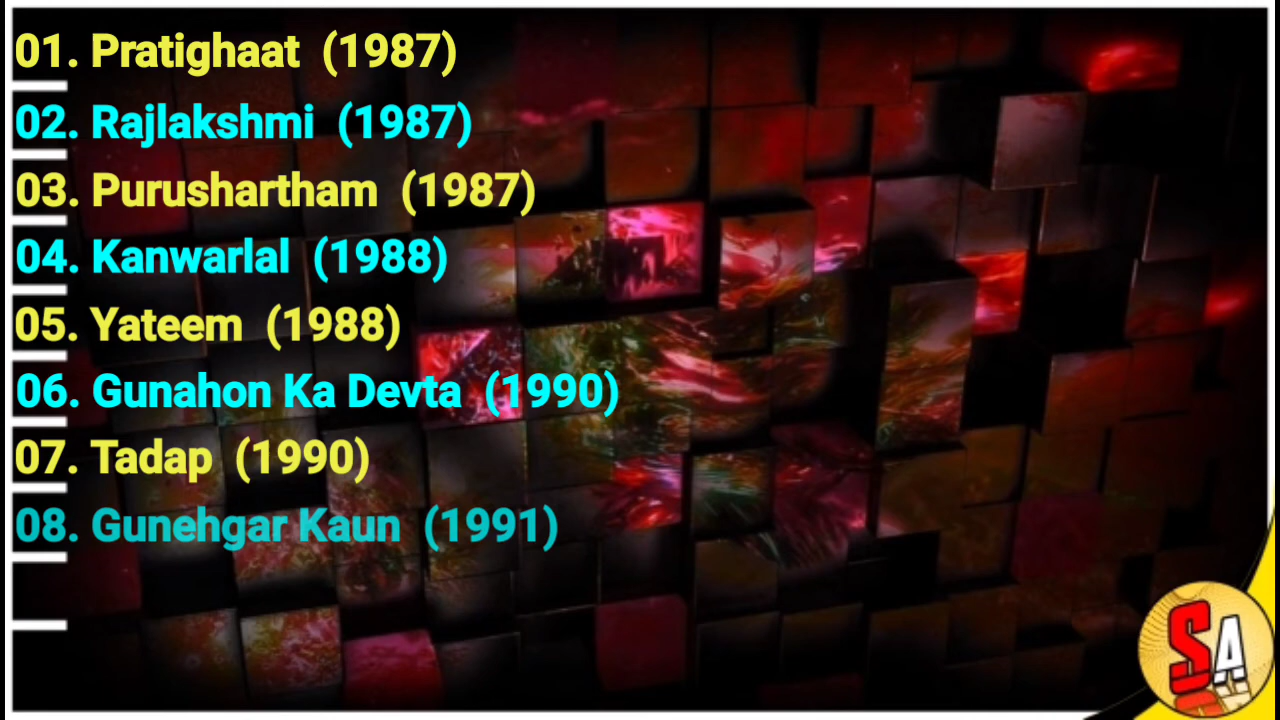 01. Pratighaat (1987)
02. Rajlakshmi (1987)
03. Purushartham (1987)
04. Kanwarlal (1988)
05. Yateem (1988)
06. Gunahon Ka Devta (1990)
07. Tadap (1990)
08. Gunehgar Kaun (1991)
SA